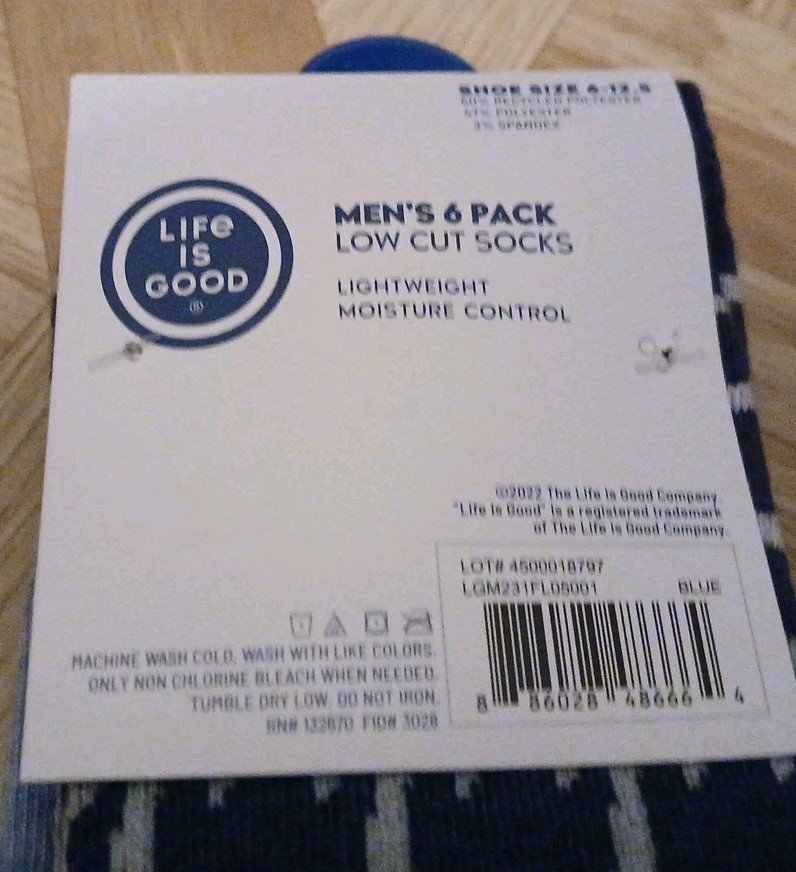 SHOE SIZE 6-12.5
50% RECYCLED POLYESTER
47% POLYESTER
3% SPANDEX
LIFe
IS
GOOD
®
MEN'S 6 PACK
LOW CUT SOCKS
LIGHTWEIGHT
MOISTURE CONTROL
©2022 The Life Is Good Company
"Life Is Good" is a registered trademark
of The Life Is Good Company.
LOT# 4500018797
LGM231FL05001 BLUE
8 86028 48666 4
MACHINE WASH COLD. WASH WITH LIKE COLORS.
ONLY NON CHLORINE BLEACH WHEN NEEDED.
TUMBLE DRY LOW. DO NOT IRON.
RN# 132670 FID# 3028